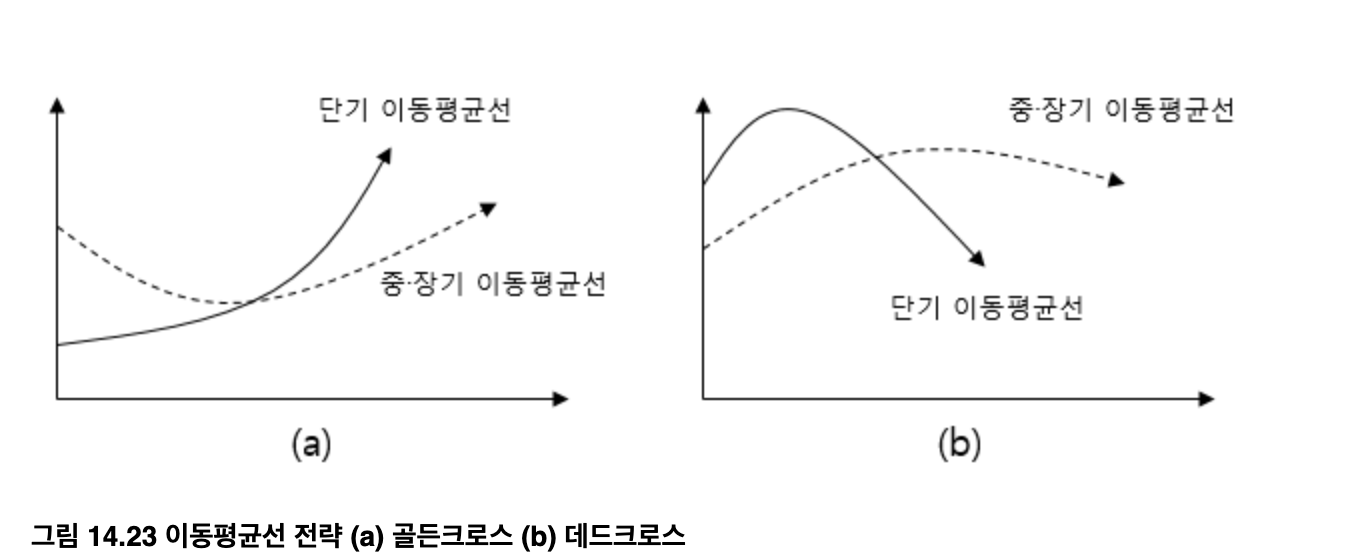 단기 이동평균선
중·장기 이동평균선
(a)
중·장기 이동평균선
단기 이동평균선
(b)
그림 14.23 이동평균선 전략 (a) 골든크로스 (b) 데드크로스